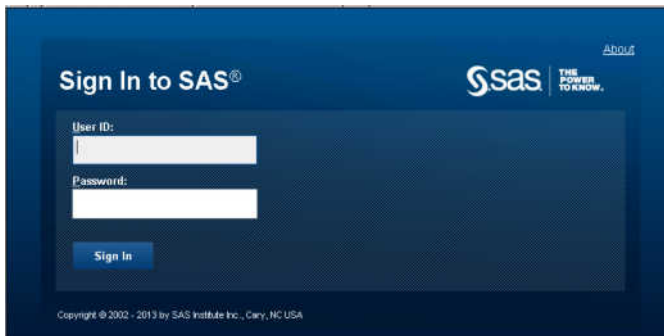 About
Sign In to SAS®
sas THE POWER TO KNOW.
User ID:
Password:
Sign In
Copyright © 2002 - 2013 by SAS Institute Inc., Cary, NC USA